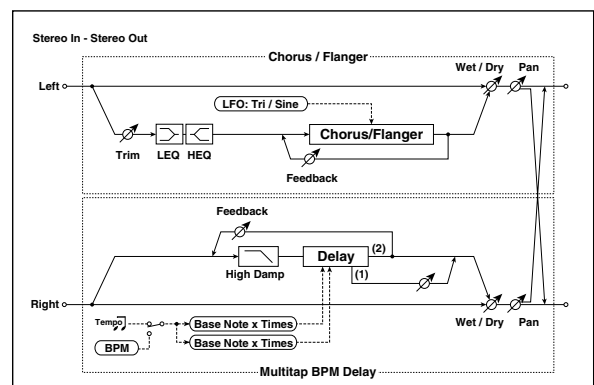 Stereo In - Stereo Out
Chorus / Flanger
Wet / Dry
Pan
Left
LFO: Tri / Sine
Chorus/Flanger
Trim
LEQ
HEQ
Feedback
Feedback
Delay
(2)
High Damp
(1)
Right
Tempo
Base Note x Times
Wet / Dry
Pan
BPM
Base Note x Times
Multitap BPM Delay